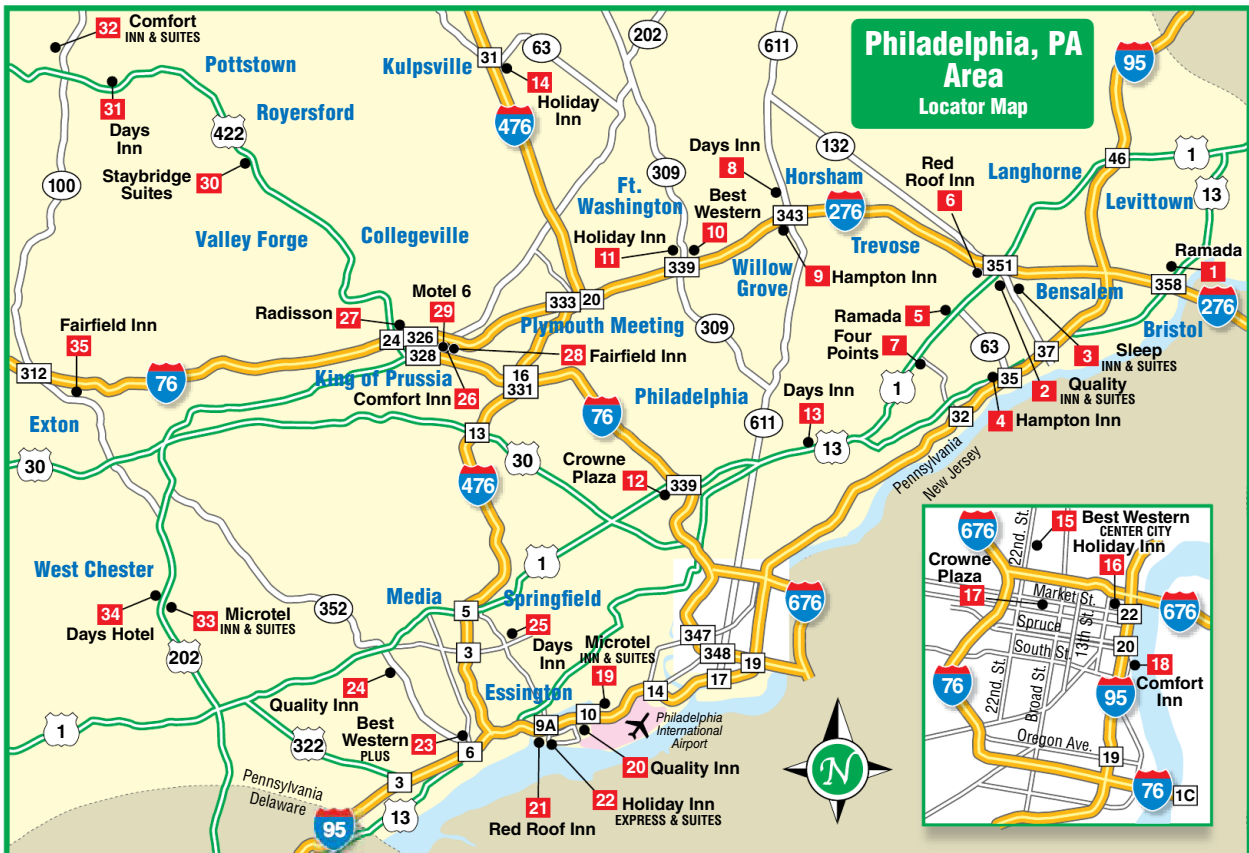 Philadelphia, PA
Area
Locator Map
32
Comfort
INN & SUITES
Pottstown
31
Days
Inn
Royersford
422
Staybridge
Suites
30
100
Valley Forge
Collegeville
Kulpsville
31
63
14
Holiday
Inn
476
202
611
Days Inn
8
Horsham
132
Red
Roof Inn
6
Langhorne
46
1
13
95
Levittown
309
Ft.
Washington
Best
Western
10
Holiday Inn
11
339
343
276
Trevose
Willow
Grove
9
Hampton Inn
351
Bensalem
Ramada
1
358
276
Bristol
Motel 6
29
Radisson
27
24
326
328
333
20
Plymouth Meeting
28
Fairfield Inn
King of Prussia
Comfort Inn
26
16
331
309
Ramada
5
Four
Points
7
63
37
3
Sleep
INN & SUITES
2
Quality
INN & SUITES
35
4
Hampton Inn
32
1
Fairfield Inn
35
312
76
Exton
30
13
30
76
Philadelphia
Days Inn
13
611
13
Pennsylvania
New Jersey
476
Crowne
Plaza
12
339
1
West Chester
34
Days Hotel
33
Microtel
INN & SUITES
202
352
Media
5
Springfield
3
25
Days
Inn
Microtel
INN & SUITES
19
676
347
348
19
17
14
Essington
10
9A
Philadelphia
International
Airport
24
Quality Inn
Best
Western
PLUS
23
6
20
Quality Inn
22
Holiday Inn
EXPRESS & SUITES
21
Red Roof Inn
1
322
3
Pennsylvania
Delaware
95
13
N
676
22nd. St.
15
Best Western
CENTER CITY
Holiday Inn
16
Crowne
Plaza
17
Market St.
Spruce
South St.
13th St.
22
676
20
18
Comfort
Inn
76
22nd. St.
Broad St.
95
Oregon Ave.
19
76
1C